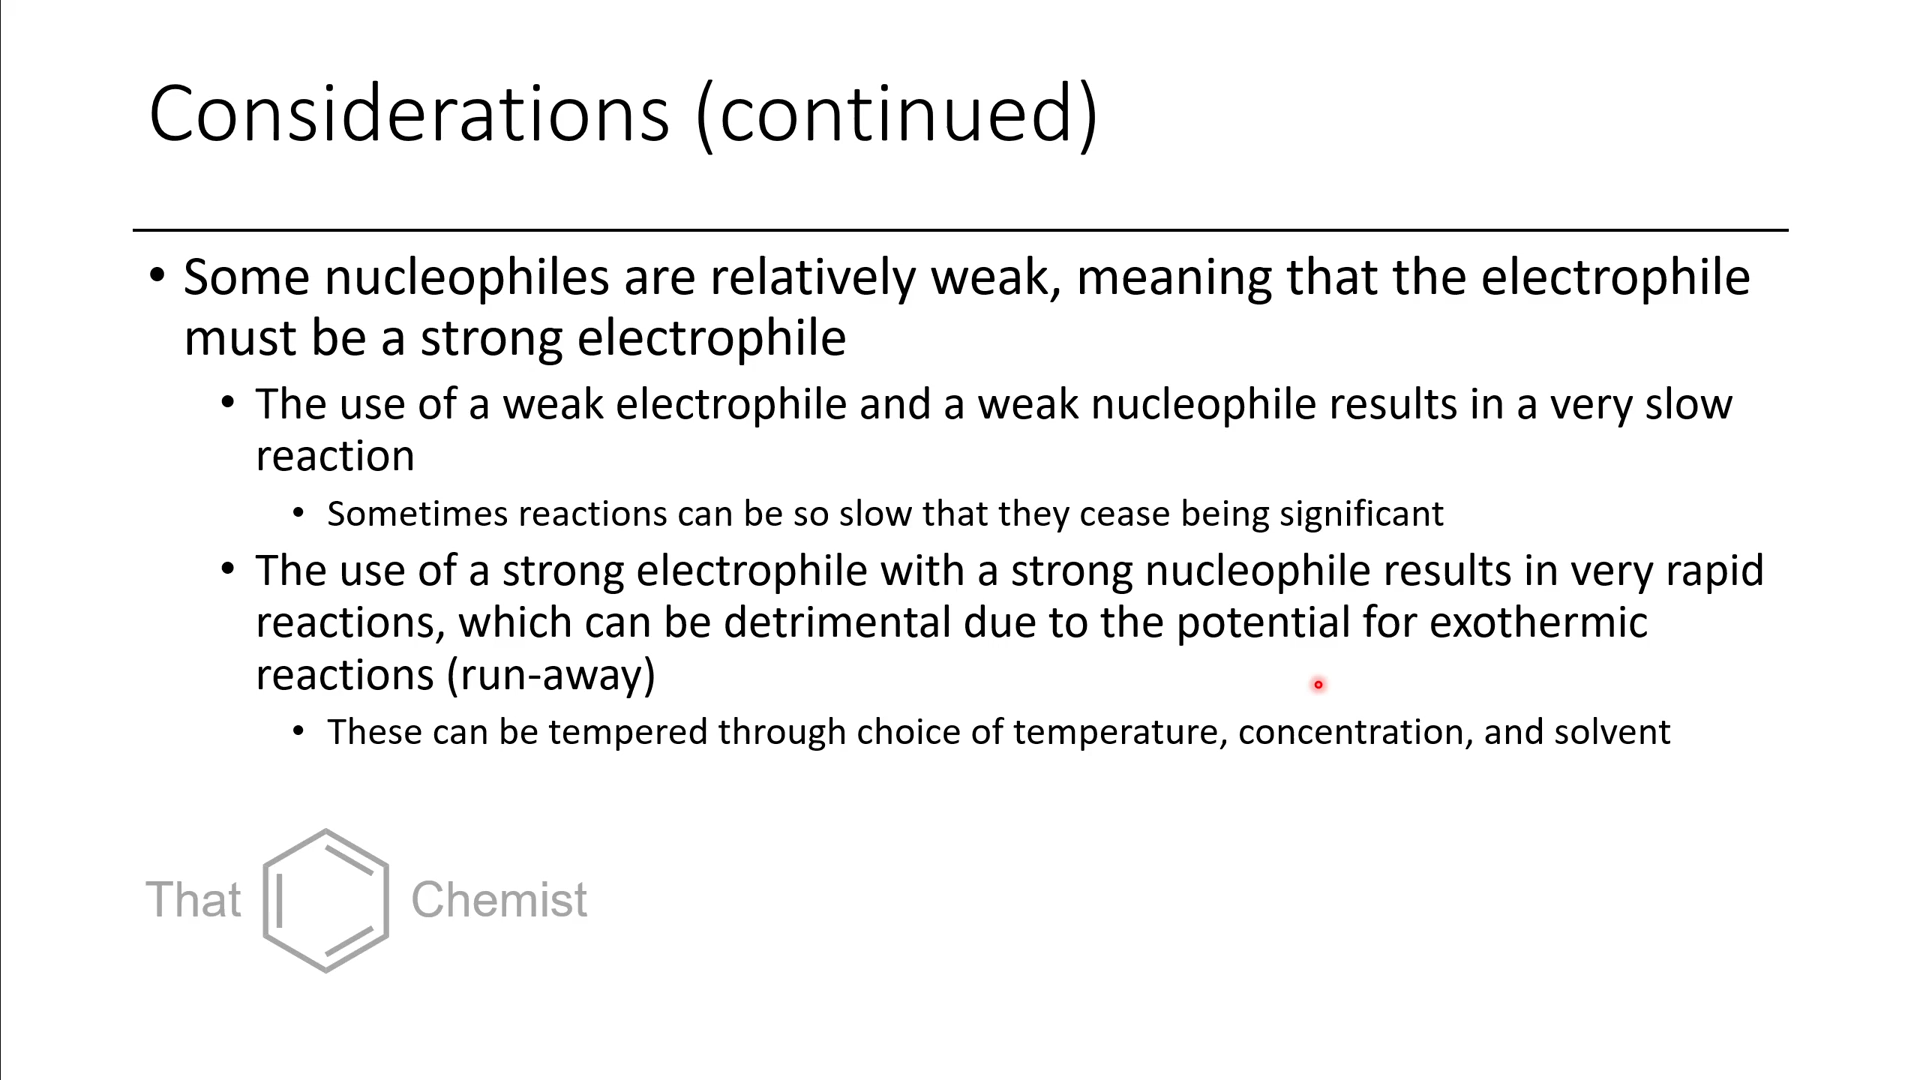 Considerations (continued)
• Some nucleophiles are relatively weak, meaning that the electrophile
must be a strong electrophile
• The use of a weak electrophile and a weak nucleophile results in a very slow
reaction
• Sometimes reactions can be so slow that they cease being significant
• The use of a strong electrophile with a strong nucleophile results in very rapid
reactions, which can be detrimental due to the potential for exothermic
reactions (run-away)
• These can be tempered through choice of temperature, concentration, and solvent
That Chemist